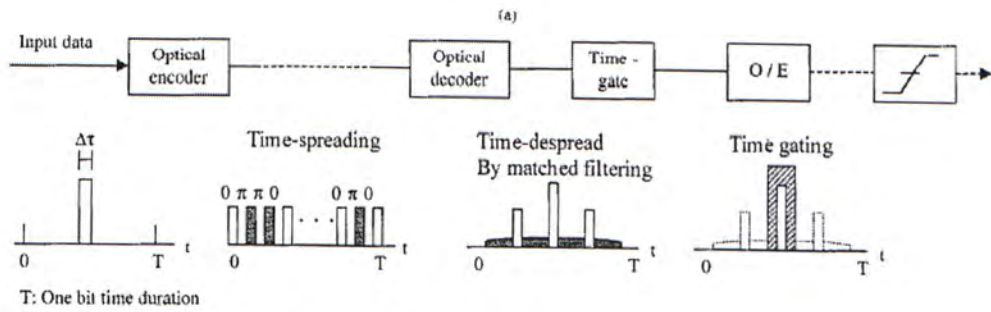 (a)
Input data
Optical
encoder
Optical
decoder
Time -
gate
O / E
Δτ
Time-spreading
Time-despread
By matched filtering
Time gating
0 π π 0 · · · 0 π 0
0
T
t
0
T
t
0
T
t
0
T
t
T: One bit time duration